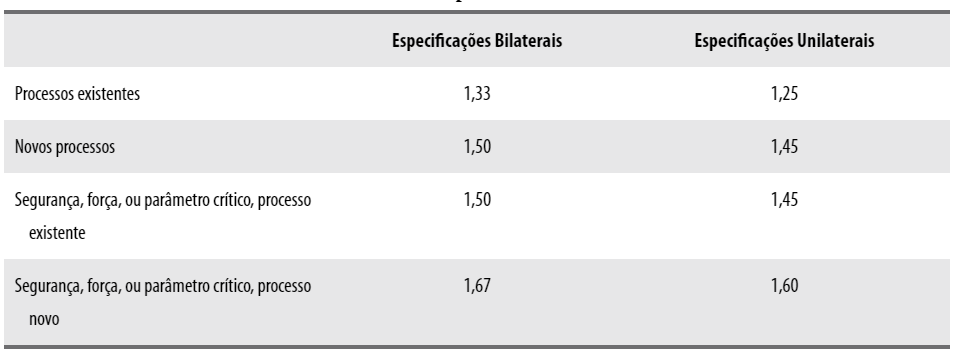 Especificações Bilaterais Especificações Unilaterais
Processos existentes 1,33 1,25
Novos processos 1,50 1,45
Segurança, força, ou parâmetro crítico, processo 1,50 1,45
existente
Segurança, força, ou parâmetro crítico, processo 1,67 1,60
novo